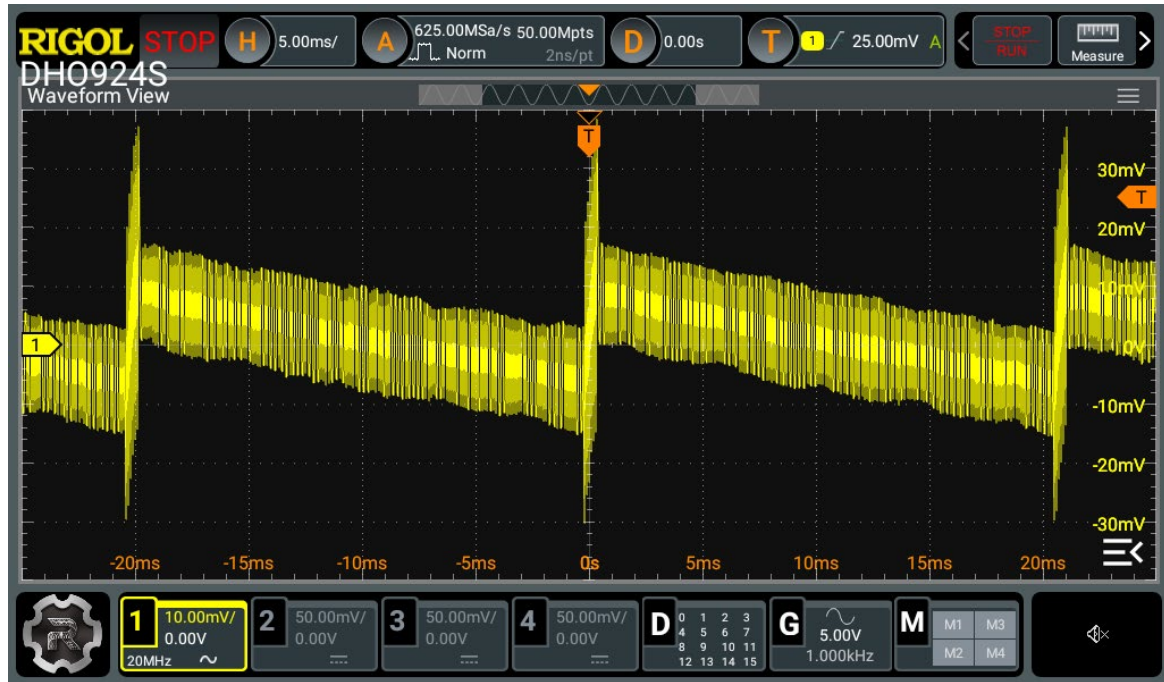 RIGOL STOP H 5.00ms/ A 625.00MSa/s 50.00Mpts D 0.00s T 1 25.00mV A STOP
Norm 2ns/pt RUN Measure
DHO924S
Waveform View
T
30mV
T
20mV
10mV
1
0V
-10mV
-20mV
-30mV
-20ms -15ms -10ms -5ms 0s 5ms 10ms 15ms 20ms
R
1 10.00mV/ 0.00V 20MHz
2 50.00mV/ 0.00V
3 50.00mV/ 0.00V
4 50.00mV/ 0.00V
D 0 1 2 3
4 5 6 7
8 9 10 11
12 13 14 15
G 5.00V
1.000kHz
M M1 M3
M2 M4